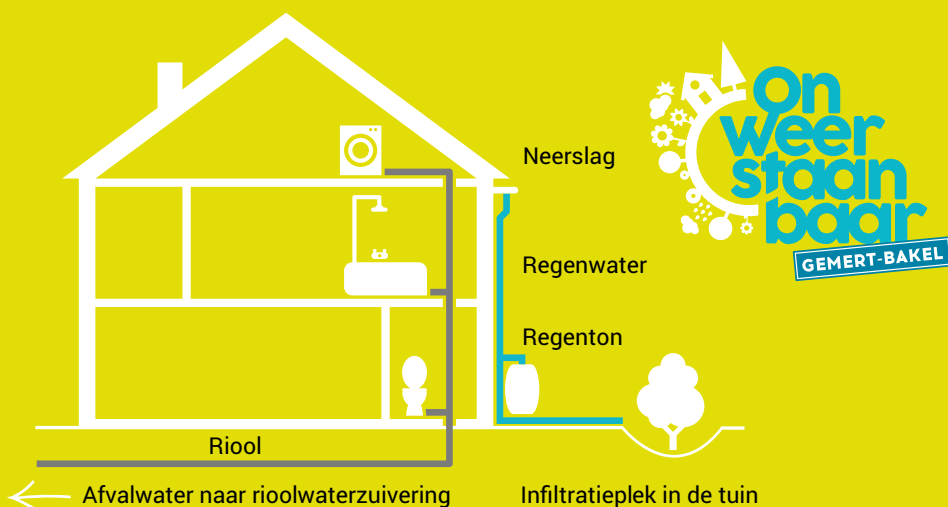 On
weer
staan
baar
GEMERT-BAKEL
Neerslag
Regenwater
Regenton
Riool
Afvalwater naar rioolwaterzuivering
Infiltratieplek in de tuin